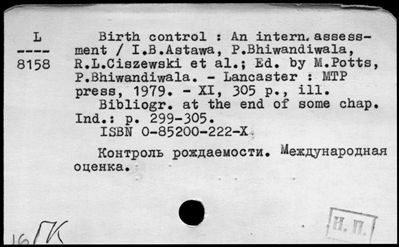 L Birth control : An intern. assess-
---- ment / I.B.Astawa, P.Bhiwandiwala,
8158 R.L.Ciszewski et al.; Ed. by M.Potts,
P.Bhiwandiwala. - Lancaster : MTP
press, 1979. - XI, 305 p., ill.
Bibliogr. at the end of some chap.
Ind.: p. 299-305.
ISBN 0-85200-222-X.
Контроль рождаемости. Международная
оценка.
16 ГК
Н. П.